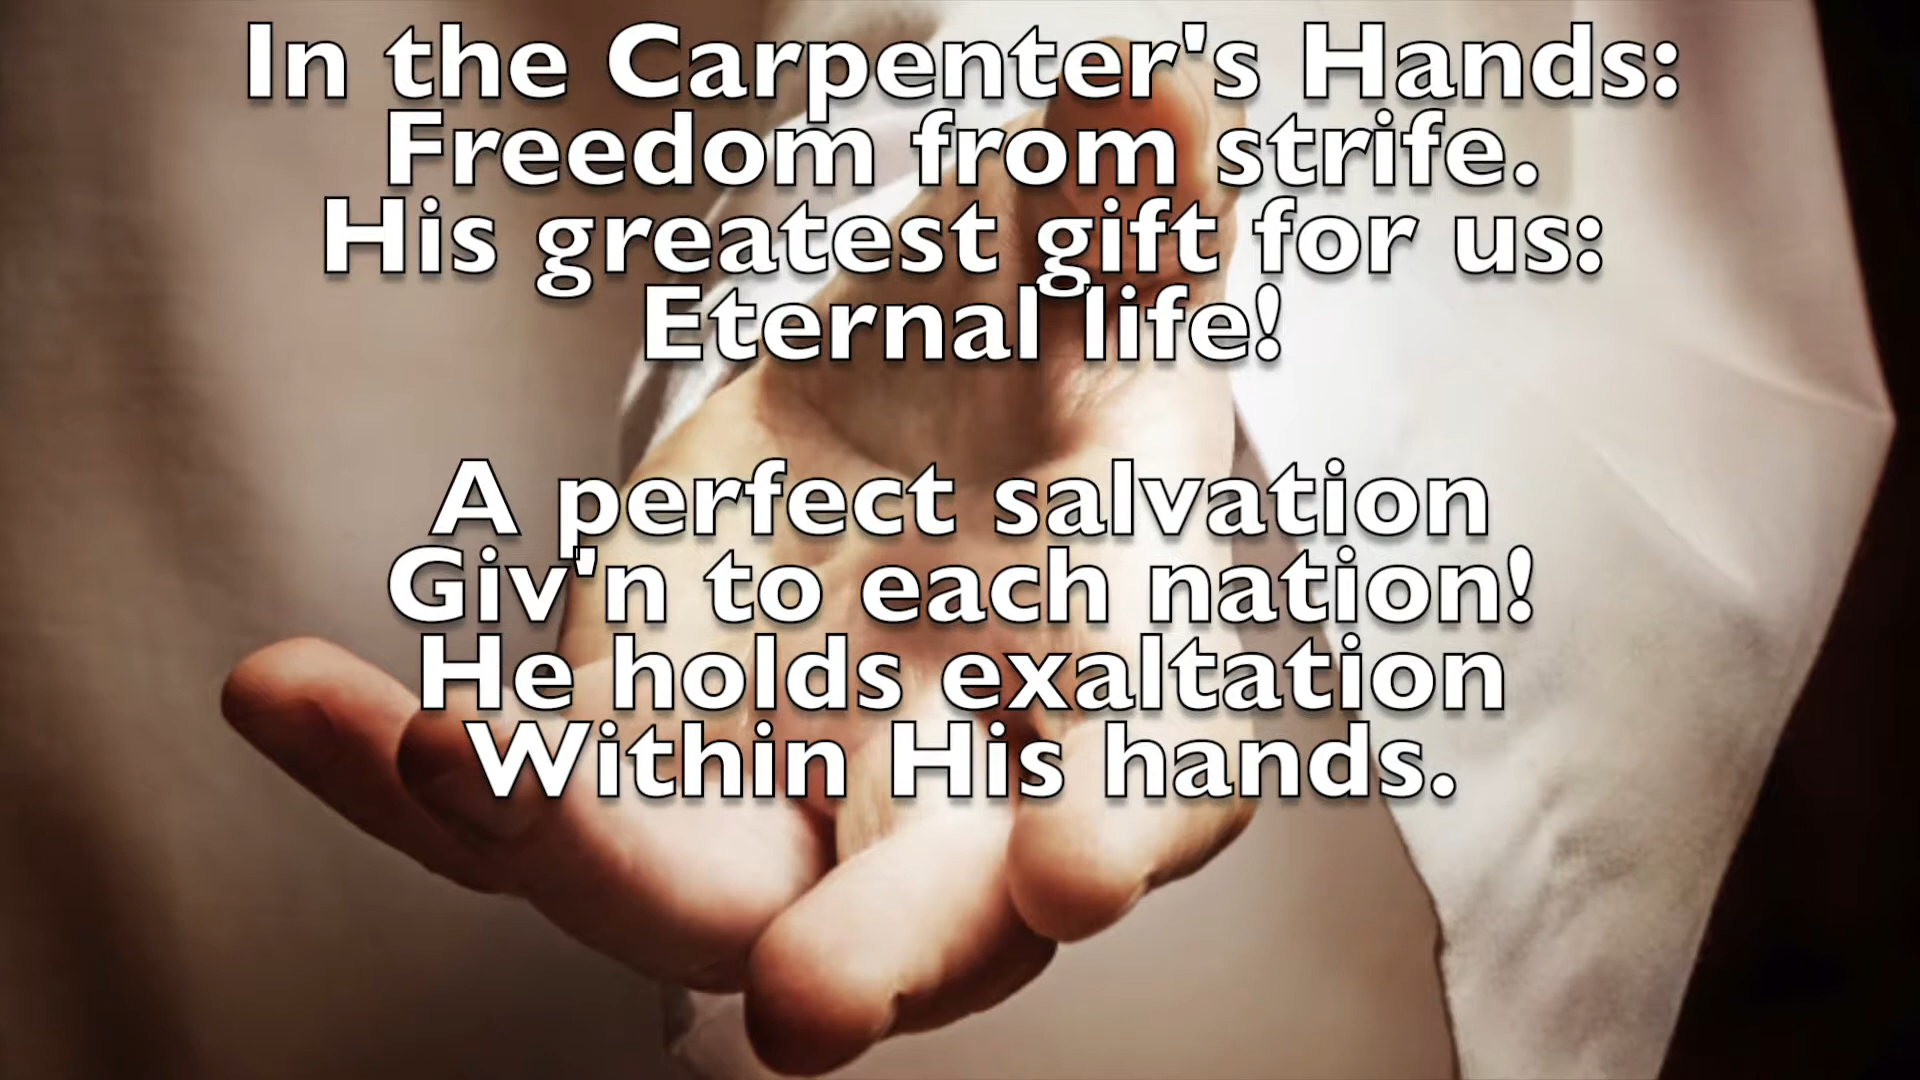 In the Carpenter's Hands:
Freedom from strife.
His greatest gift for us:
Eternal life!
A perfect salvation
Giv'n to each nation!
He holds exaltation
Within His hands.